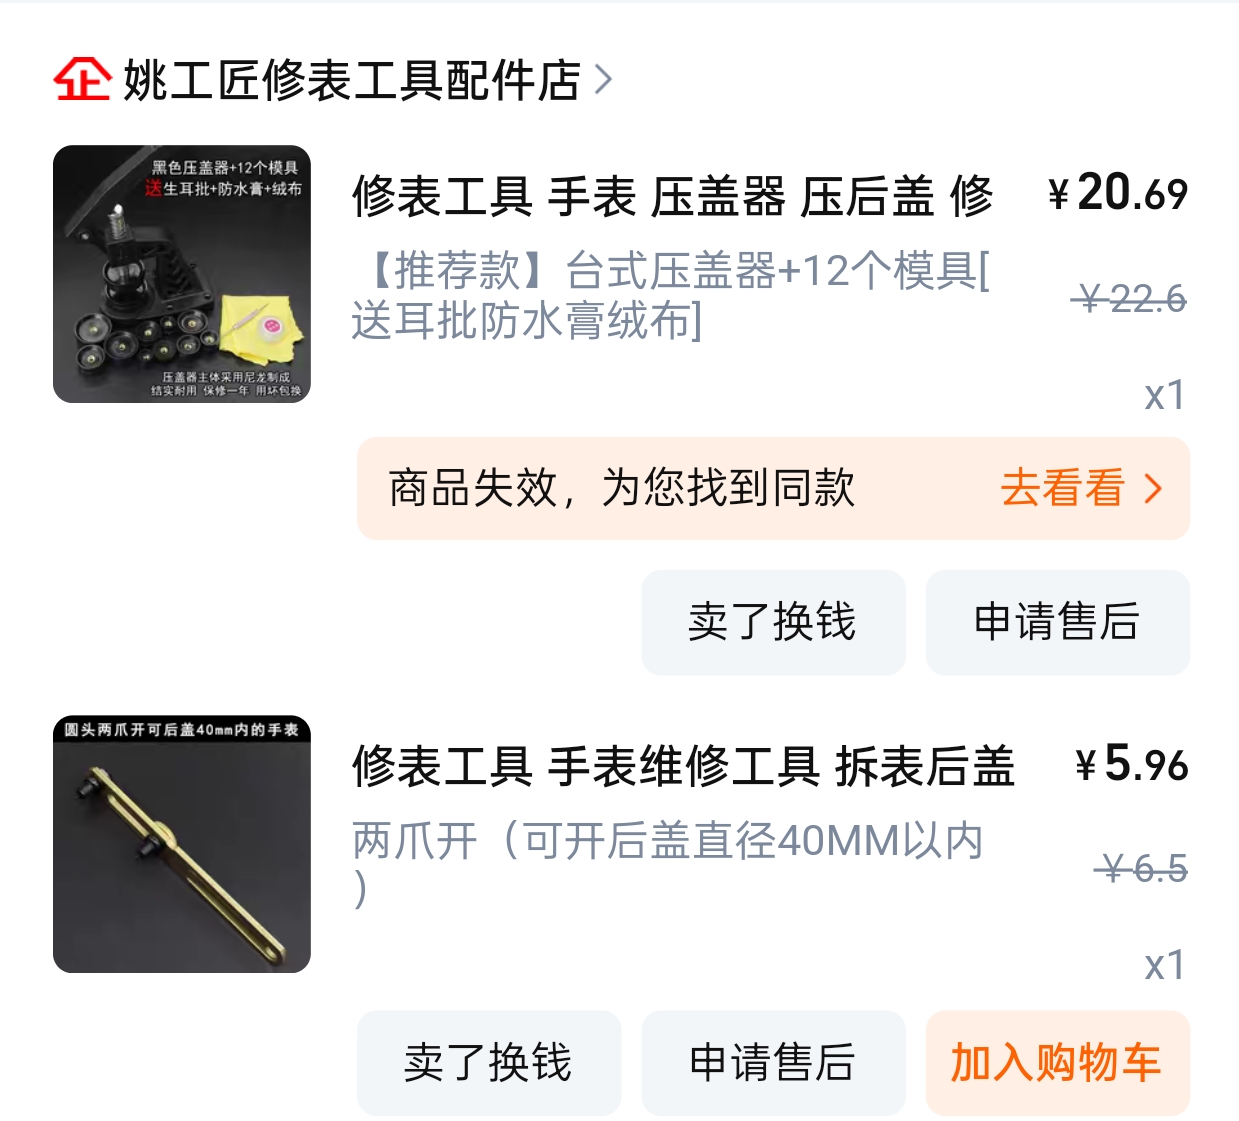 企 姚工匠修表工具配件店
黑色压盖器+12个模具
送生耳批+防水膏+绒布
压盖器主体采用尼龙制成
结实耐用 保修一年 用坏包换
修表工具 手表 压盖器 压后盖 修
¥20.69
【推荐款】台式压盖器+12个模具[
送耳批防水膏绒布]
¥22.6
x1
商品失效，为您找到同款
去看看
卖了换钱
申请售后
圆头两爪开可后盖40mm内的手表
修表工具 手表维修工具 拆表后盖
¥5.96
两爪开（可开后盖直径40MM以内
）
¥6.5
x1
卖了换钱
申请售后
加入购物车